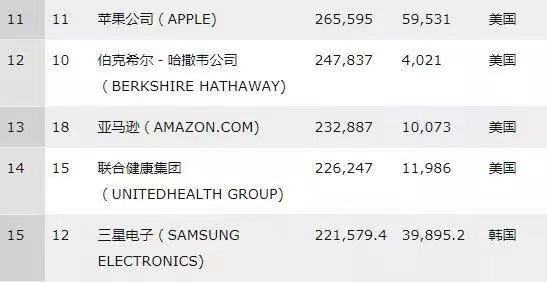 11 11 苹果公司（APPLE) 265,595 59,531 美国
12 10 伯克希尔－哈撒韦公司 247,837 4,021 美国
（BERKSHIRE HATHAWAY)
13 18 亚马逊（AMAZON.COM) 232,887 10,073 美国
14 15 联合健康集团 226,247 11,986 美国
（UNITEDHEALTH GROUP)
15 12 三星电子（SAMSUNG 221,579.4 39,895.2 韩国
ELECTRONICS)